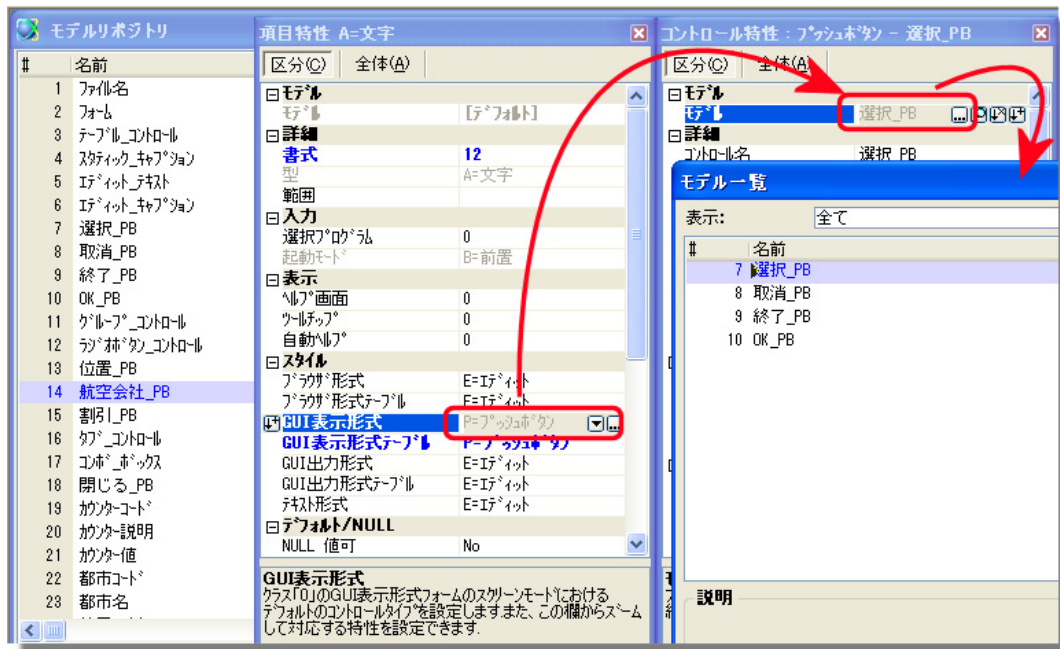 モデルリポジトリ
# 名前
1 ファイル名
2 フォーム
3 テーブル_コントロール
4 スタティック_キャプション
5 エディット_テキスト
6 エディット_キャプション
7 選択_PB
8 取消_PB
9 終了_PB
10 OK_PB
11 グループ_コントロール
12 ラジオボタン_コントロール
13 位置_PB
14 航空会社_PB
15 割引_PB
16 タブ_コントロール
17 コンボ_ボックス
18 閉じる_PB
19 カウンターコード
20 カウンター説明
21 カウンター値
22 都市コード
23 都市名
項目特性 A=文字
区分(C) 全体(A)
モデル
モデル [デフォルト]
詳細
書式 12
型 A=文字
範囲
入力
選択プログラム 0
起動モード B=前置
表示
ヘルプ画面 0
ツールチップ 0
自動ヘルプ 0
スタイル
ブラウザ形式 E=エディット
ブラウザ形式テーブル E=エディット
GUI表示形式 P=プッシュボタン
GUI表示形式テーブル P=プッシュボタン
GUI出力形式 E=エディット
GUI出力形式テーブル E=エディット
テキスト形式 E=エディット
デフォルト/NULL
NULL 値可 No
GUI表示形式
クラス「0」のGUI表示形式フォームのスクリーンモードにおける
デフォルトのコントロールタイプを設定します.また、この欄からズーム
して対応する特性を設定できます.
コントロール特性 : プッシュボタン - 選択_PB
区分(C) 全体(A)
モデル
モデル 選択_PB
詳細
コントロール名 選択_PB
モデル一覧
表示: 全て
# 名前
7 選択_PB
8 取消_PB
9 終了_PB
10 OK_PB
説明